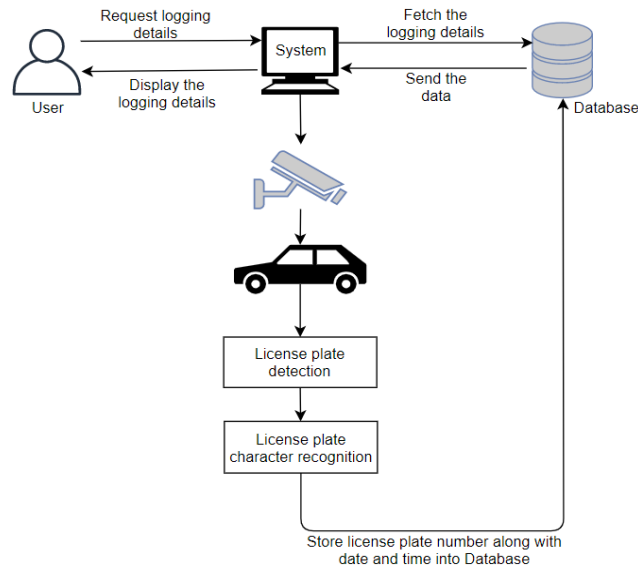 Request logging
details
System
Fetch the
logging details
Display the
logging details
Send the
data
User
Database
License plate
detection
License plate
character recognition
Store license plate number along with
date and time into Database